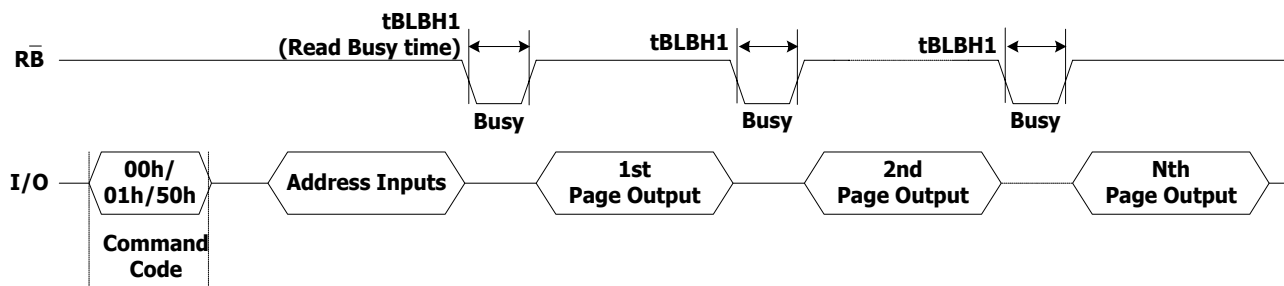 tBLBH1
(Read Busy time)
tBLBH1
tBLBH1
RB̅
Busy
Busy
Busy
I/O
00h/
01h/50h
Address Inputs
1st
Page Output
2nd
Page Output
Nth
Page Output
Command
Code